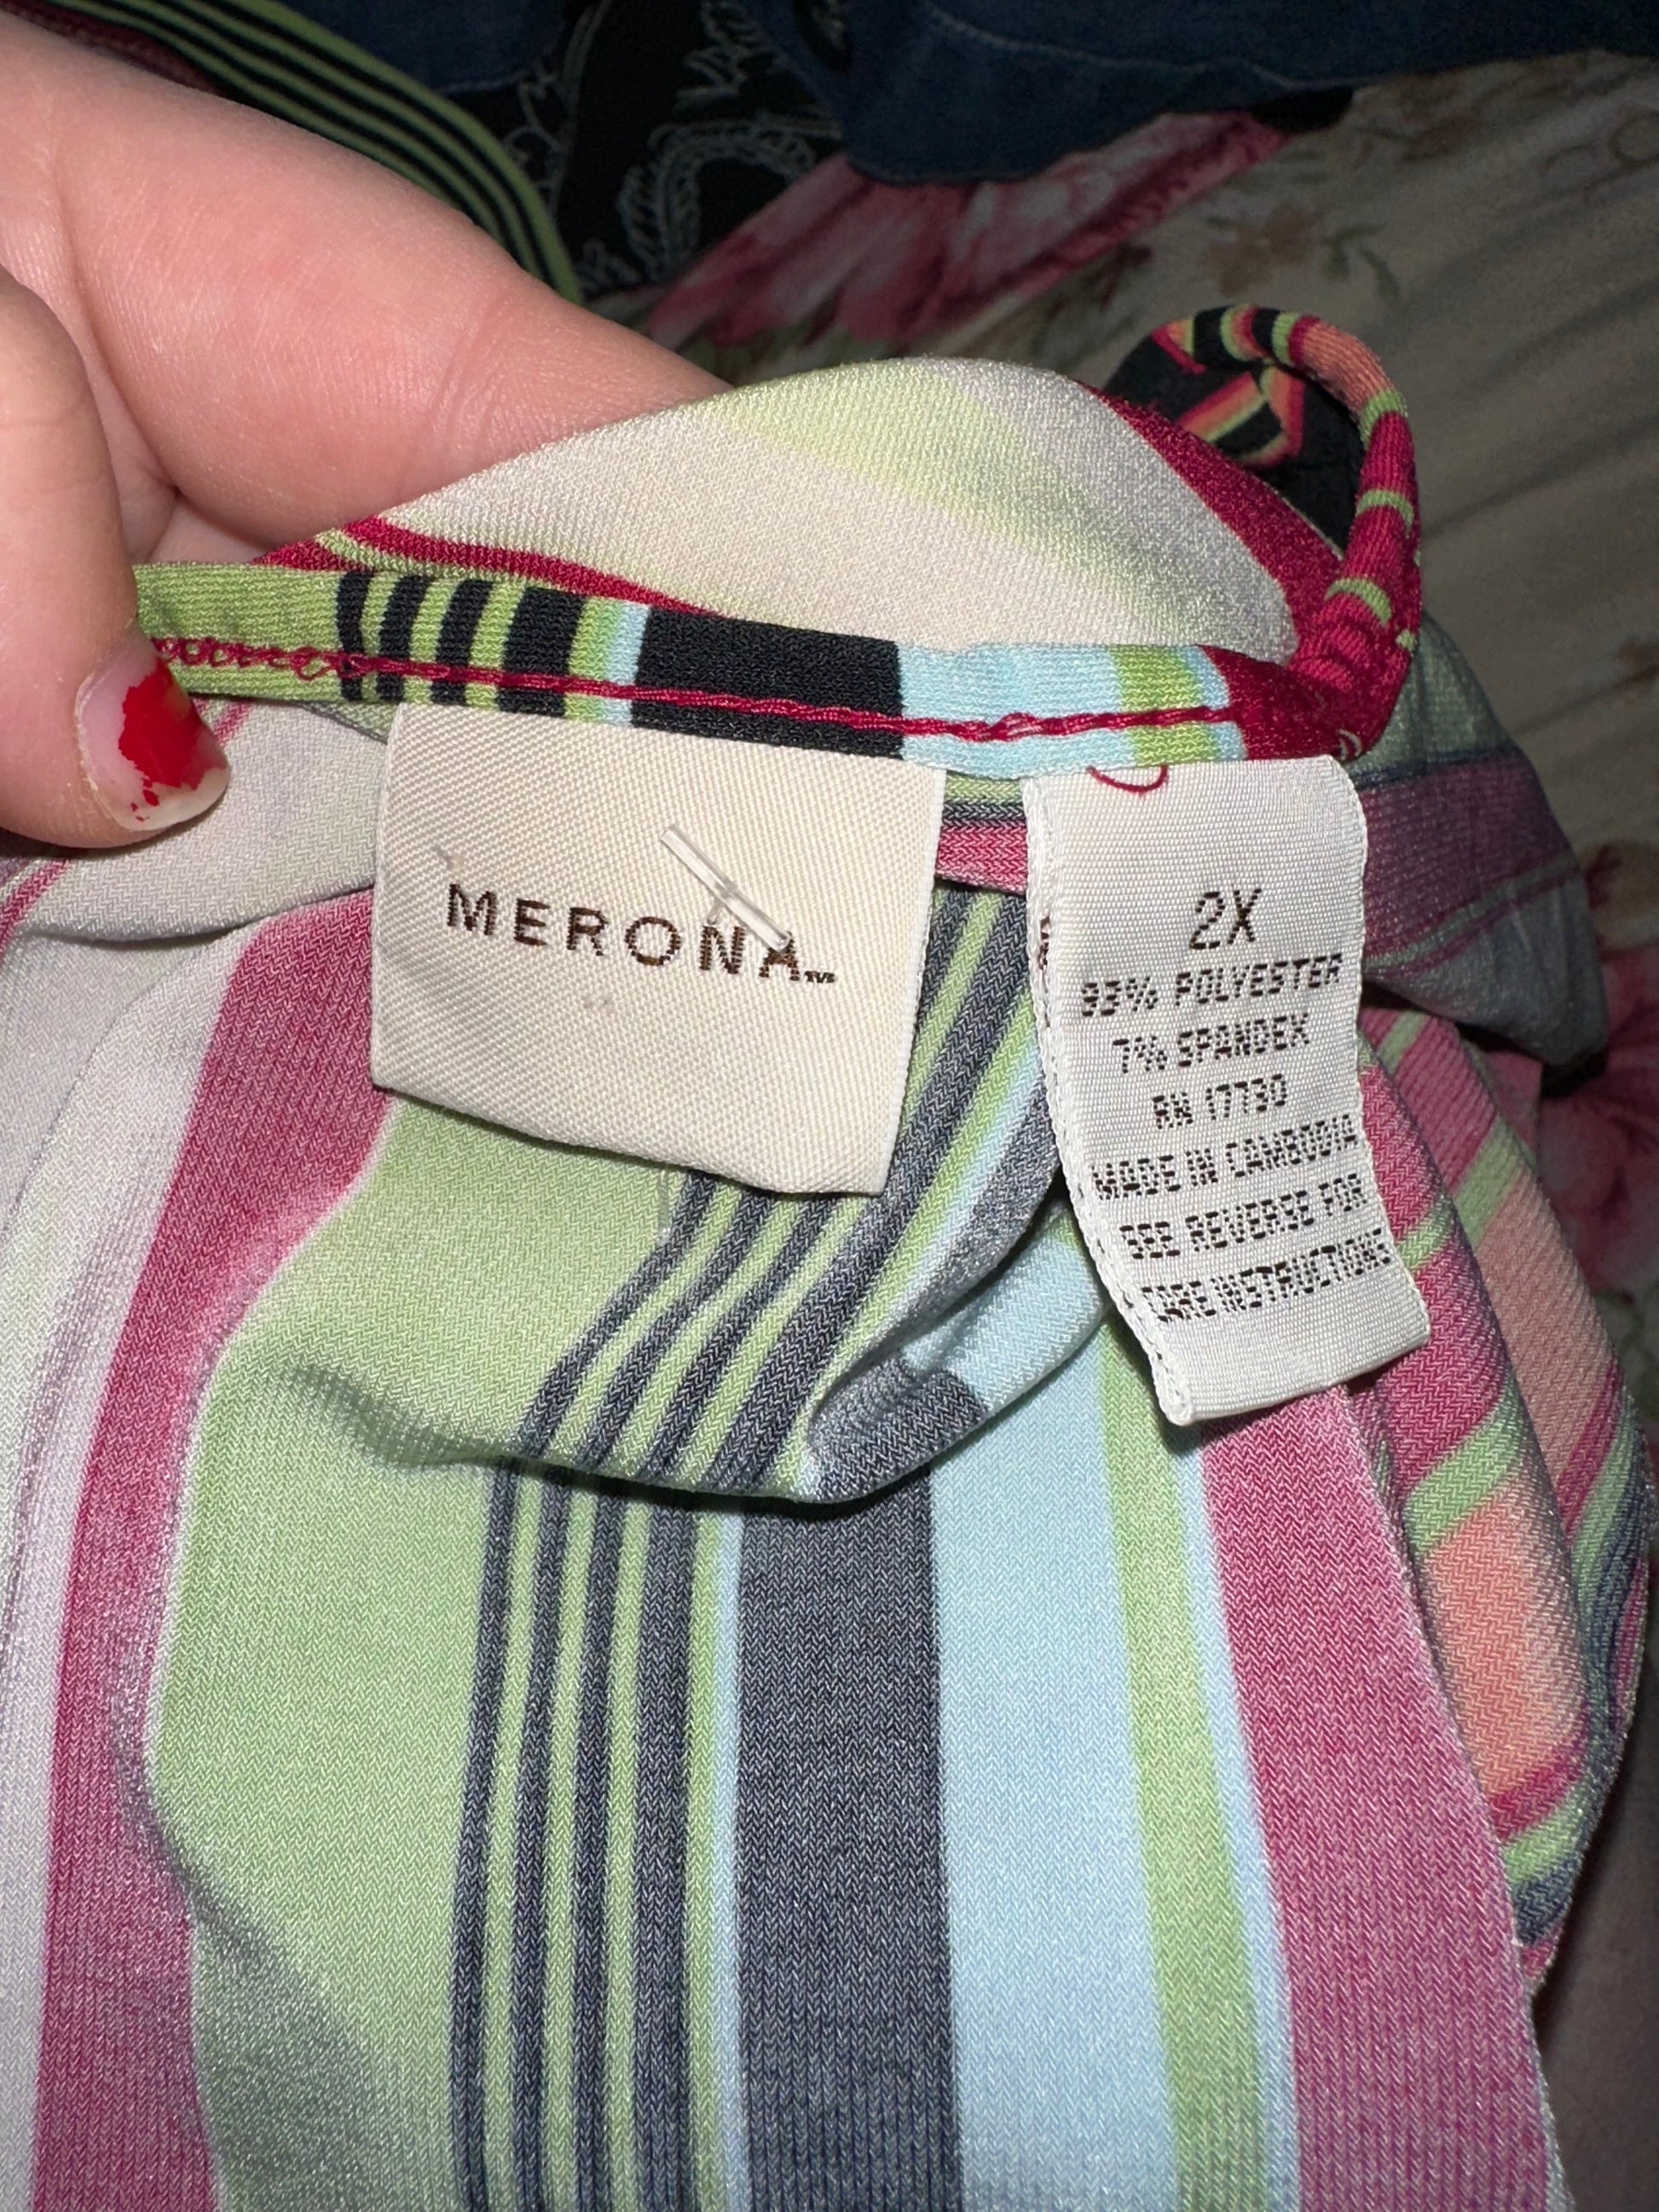 MERONA™
2X
93% POLYESTER
7% SPANDEX
RN 17730
MADE IN CAMBODIA
SEE REVERSE FOR
CARE INSTRUCTIONS